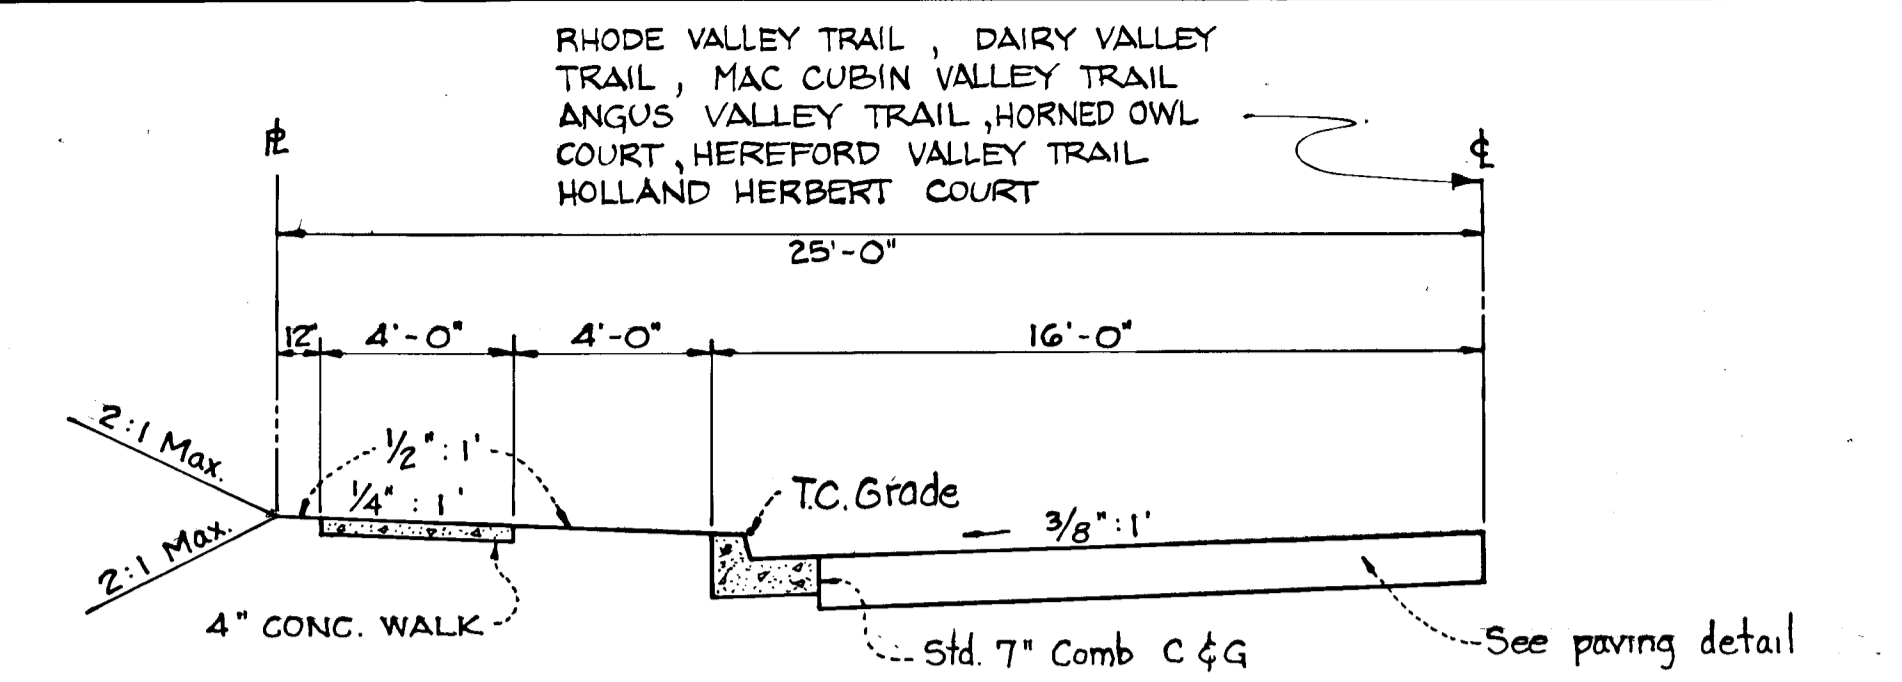 RHODE VALLEY TRAIL , DAIRY VALLEY
TRAIL , MAC CUBIN VALLEY TRAIL
ANGUS VALLEY TRAIL ,HORNED OWL
COURT , HEREFORD VALLEY TRAIL
HOLLAND HERBERT COURT
PL
CL
25'-0"
12"
4'-0"
4'-0"
16'-0"
2:1 Max.
1/2" : 1'
1/4" : 1'
T.C. Grade
3/8" : 1'
2:1 Max.
4" CONC. WALK
Std. 7" Comb C & G
See paving detail